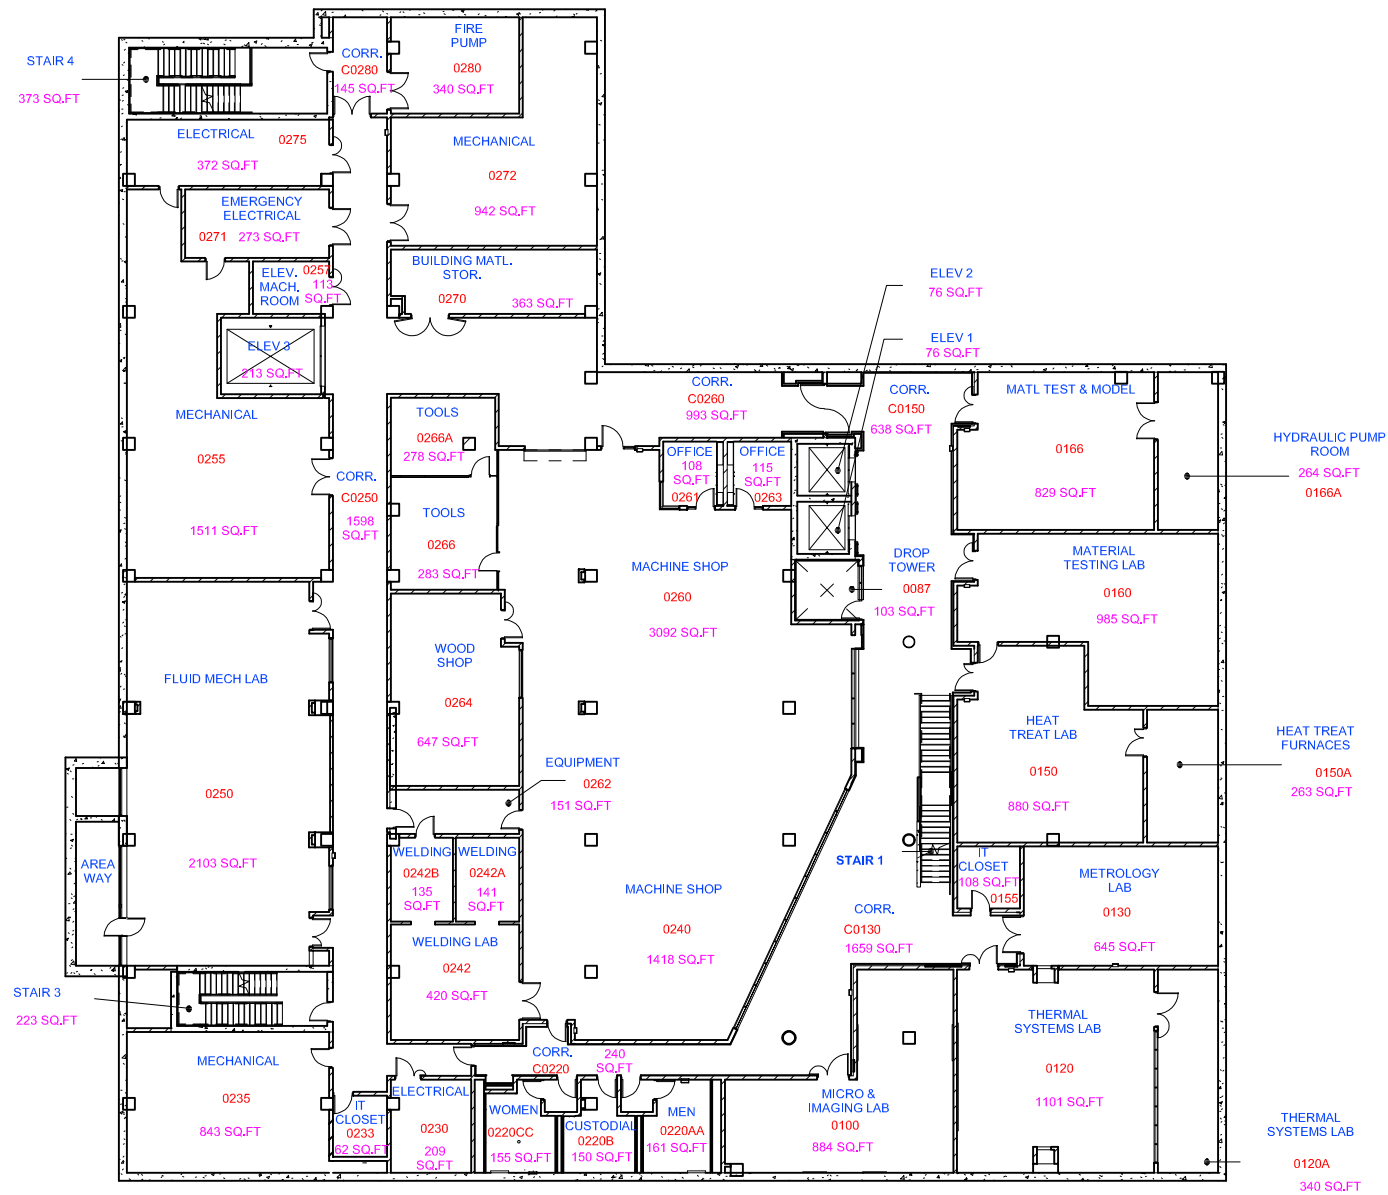 STAIR 4
373 SQ.FT
CORR.
C0280
145 SQ.FT
FIRE
PUMP
0280
340 SQ.FT
ELECTRICAL
0275
372 SQ.FT
MECHANICAL
0272
942 SQ.FT
EMERGENCY
ELECTRICAL
0271 273 SQ.FT
ELEV.
MACH.
ROOM
0257
113
SQ.FT
BUILDING MATL.
STOR.
0270
363 SQ.FT
ELEV 3
213 SQ.FT
ELEV 2
76 SQ.FT
ELEV 1
76 SQ.FT
MECHANICAL
0255
1511 SQ.FT
CORR.
C0250
1598
SQ.FT
TOOLS
0266A
278 SQ.FT
TOOLS
0266
283 SQ.FT
CORR.
C0260
993 SQ.FT
CORR.
C0150
638 SQ.FT
OFFICE
108
SQ.FT
0261
OFFICE
115
SQ.FT
0263
MATL TEST & MODEL
0166
829 SQ.FT
HYDRAULIC PUMP
ROOM
264 SQ.FT
0166A
MACHINE SHOP
0260
3092 SQ.FT
DROP
TOWER
0087
103 SQ.FT
MATERIAL
TESTING LAB
0160
985 SQ.FT
FLUID MECH LAB
0250
2103 SQ.FT
WOOD
SHOP
0264
647 SQ.FT
EQUIPMENT
0262
151 SQ.FT
HEAT
TREAT LAB
0150
880 SQ.FT
HEAT TREAT
FURNACES
0150A
263 SQ.FT
AREA
WAY
WELDING
0242B
135
SQ.FT
WELDING
0242A
141
SQ.FT
WELDING LAB
0242
420 SQ.FT
MACHINE SHOP
0240
1418 SQ.FT
STAIR 1
IT
CLOSET
108 SQ.FT
0155
METROLOGY
LAB
0130
645 SQ.FT
CORR.
C0130
1659 SQ.FT
STAIR 3
223 SQ.FT
MECHANICAL
0235
843 SQ.FT
IT
CLOSET
0233
62 SQ.FT
ELECTRICAL
0230
209
SQ.FT
CORR.
C0220
240
SQ.FT
WOMEN
0220CC
155 SQ.FT
CUSTODIAL
0220B
150 SQ.FT
MEN
0220AA
161 SQ.FT
MICRO &
IMAGING LAB
0100
884 SQ.FT
THERMAL
SYSTEMS LAB
0120
1101 SQ.FT
THERMAL
SYSTEMS LAB
0120A
340 SQ.FT